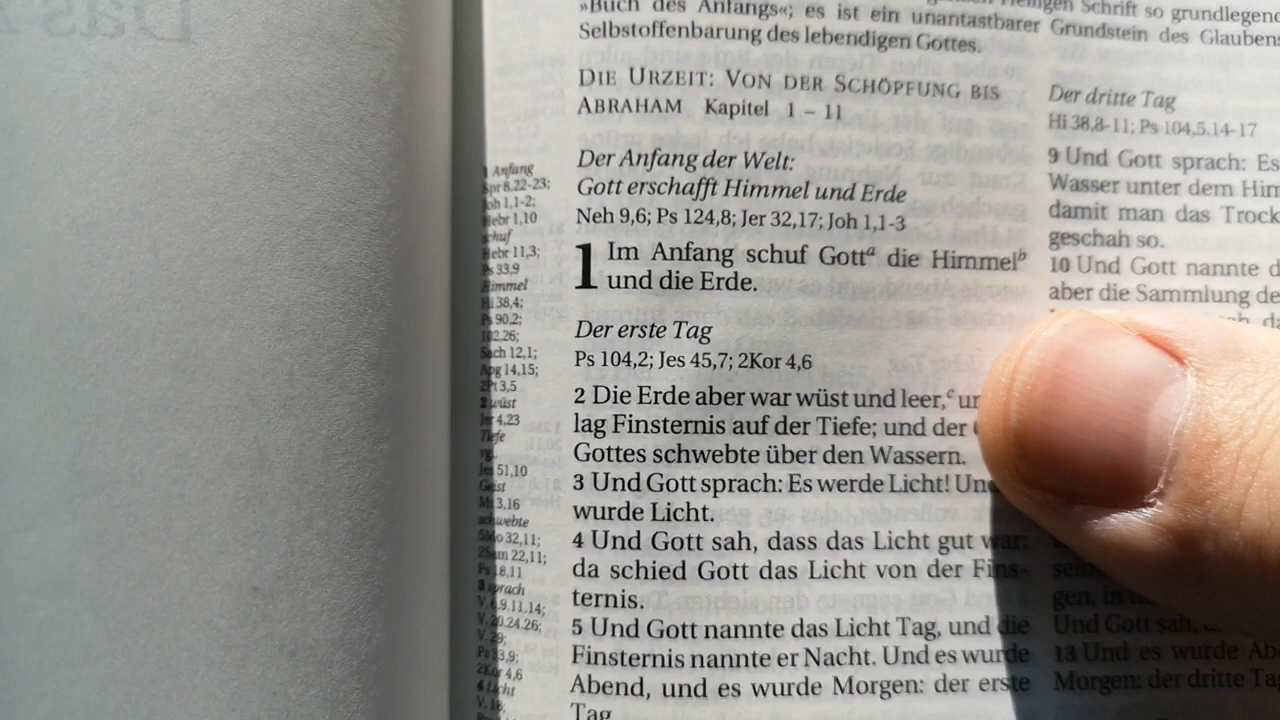 »Buch des Anfangs«; es ist ein unantastbarer Grundstein des Glaubens
Selbstoffenbarung des lebendigen Gottes.
DIE URZEIT: VON DER SCHÖPFUNG BIS
ABRAHAM Kapitel 1 – 11
Der Anfang der Welt:
Gott erschafft Himmel und Erde
Neh 9,6; Ps 124,8; Jer 32,17; Joh 1,1-3
1 Im Anfang schuf Gottᵃ die Himmelᵇ
und die Erde.
Der erste Tag
Ps 104,2; Jes 45,7; 2Kor 4,6
2 Die Erde aber war wüst und leer,ᶜ
lag Finsternis auf der Tiefe; und der
Gottes schwebte über den Wassern.
3 Und Gott sprach: Es werde Licht! Und
wurde Licht.
4 Und Gott sah, dass das Licht gut war;
da schied Gott das Licht von der Fins-
ternis.
5 Und Gott nannte das Licht Tag, und die
Finsternis nannte er Nacht. Und es wurde
Abend, und es wurde Morgen: der erste
Tag
1 Anfang
Spr 8,22-23;
Joh 1,1-2;
Hebr 1,10
schuf
Hebr 11,3;
Ps 33,9
Himmel
Hi 38,4;
Ps 90,2;
102,26;
Sach 12,1;
Apg 14,15;
2Pt 3,5
2 wüst
Jer 4,23
Tiefe
vgl.
Jes 51,10
Geist
Mt 3,16
schwebte
5Mo 32,11;
2Sam 22,11;
Ps 18,11
3 sprach
V. 6.9.11.14;
V. 20.24.26;
V. 29;
Ps 33,9;
2Kor 4,6
4 Licht
V. 18;
Der dritte Tag
Hi 38,8-11; Ps 104,5.14-17
9 Und Gott sprach: Es
Wasser unter dem Him
damit man das Trock
geschah so.
10 Und Gott nannte d
aber die Sammlung de
gen, in
Und Gott sah,
13 Und es wurde Ab
Morgen: der dritte Ta